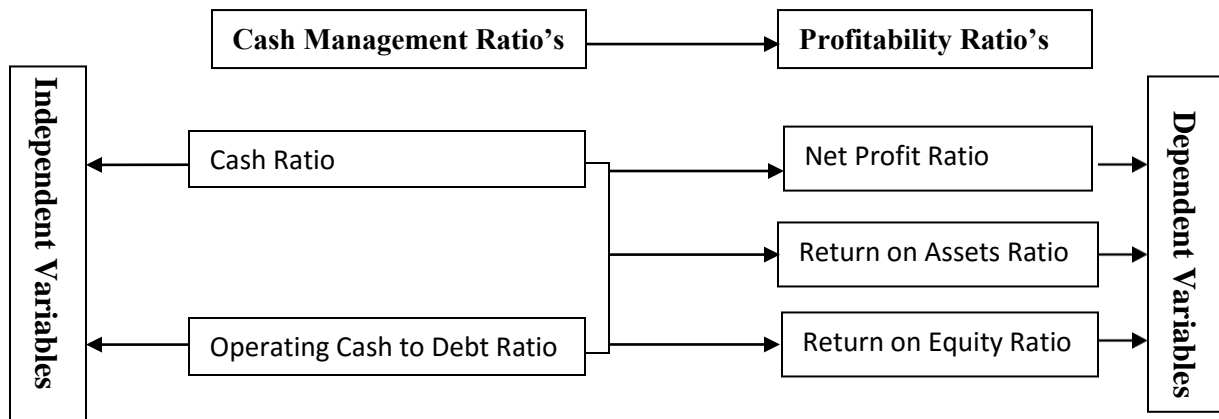 Cash Management Ratio’s
Profitability Ratio’s
Independent Variables
Cash Ratio
Net Profit Ratio
Dependent Variables
Return on Assets Ratio
Operating Cash to Debt Ratio
Return on Equity Ratio